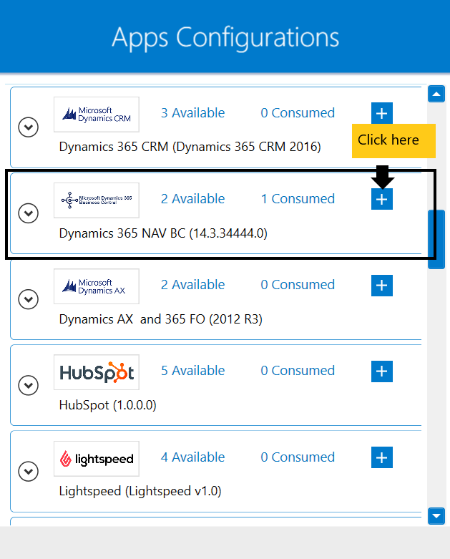 Apps Configurations
Microsoft
Dynamics CRM
3 Available 0 Consumed
Click here
Dynamics 365 CRM (Dynamics 365 CRM 2016)
Microsoft Dynamics 365
Business Central
2 Available 1 Consumed
Dynamics 365 NAV BC (14.3.34444.0)
Microsoft
Dynamics AX
2 Available 0 Consumed
Dynamics AX and 365 FO (2012 R3)
HubSpot
5 Available 0 Consumed
HubSpot (1.0.0.0)
lightspeed
4 Available 0 Consumed
Lightspeed (Lightspeed v1.0)